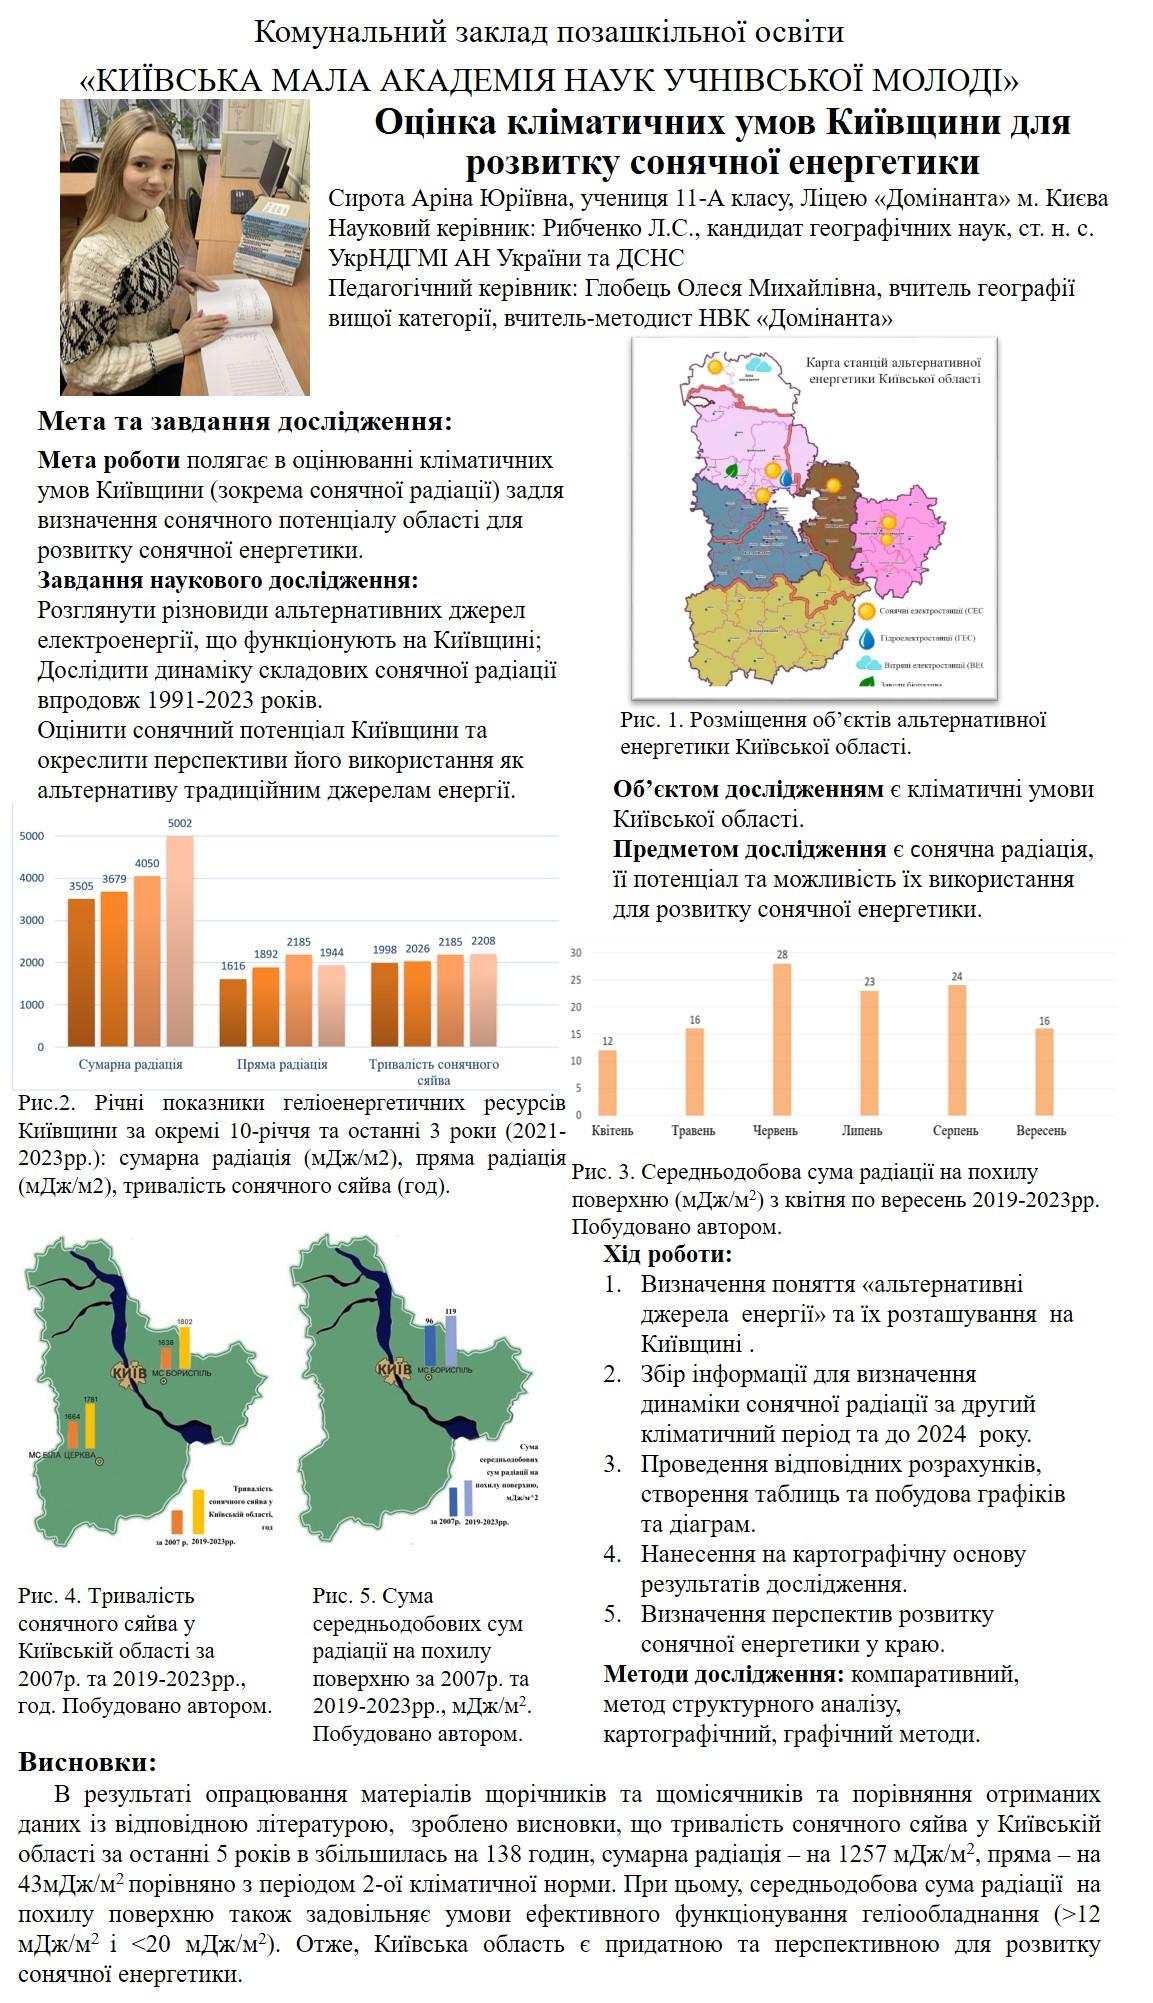 Комунальний заклад позашкільної освіти
«КИЇВСЬКА МАЛА АКАДЕМІЯ НАУК УЧНІВСЬКОЇ МОЛОДІ»
Оцінка кліматичних умов Київщини для
розвитку сонячної енергетики
Сирота Аріна Юріївна, учениця 11-А класу, Ліцею «Домінанта» м. Києва
Науковий керівник: Рибченко Л.С., кандидат географічних наук, ст. н. с.
УкрНДГМІ АН України та ДСНС
Педагогічний керівник: Глобець Олеся Михайлівна, вчитель географії
вищої категорії, вчитель-методист НВК «Домінанта»
Мета та завдання дослідження:
Мета роботи полягає в оцінюванні кліматичних
умов Київщини (зокрема сонячної радіації) задля
визначення сонячного потенціалу області для
розвитку сонячної енергетики.
Завдання наукового дослідження:
Розглянути різновиди альтернативних джерел
електроенергії, що функціонують на Київщині;
Дослідити динаміку складових сонячної радіації
впродовж 1991-2023 років.
Оцінити сонячний потенціал Київщини та
окреслити перспективи його використання як
альтернативу традиційним джерелам енергії.
Карта станцій альтернативної
енергетики Київської області
Сонячні електростанції (СЕС
Гідроелектростанції (ГЕС)
Вітряні електростанції (ВЕС
Рис. 1. Розміщення об’єктів альтернативної
енергетики Київської області.
Об’єктом дослідженням є кліматичні умови
Київської області.
Предметом дослідження є сонячна радіація,
її потенціал та можливість їх використання
для розвитку сонячної енергетики.
5000
4000
3000
2000
1000
0
3505 3679 4050 5002
1616 1892 2185 1944
1998 2026 2185 2208
Сумарна радіація
Пряма радіація
Тривалість сонячного
сяйва
Рис.2. Річні показники геліоенергетичних ресурсів
Київщини за окремі 10-річчя та останні 3 роки (2021-
2023рр.): сумарна радіація (мДж/м2), пряма радіація
(мДж/м2), тривалість сонячного сяйва (год).
30
25
20
15
10
5
0
12 16 28 23 24 16
Квітень Травень Червень Липень Серпень Вересень
Рис. 3. Середньодобова сума радіації на похилу
поверхню (мДж/м²) з квітня по вересень 2019-2023рр.
Побудовано автором.
1802
1638
КИЇВ
МС БОРИСПІЛЬ
1781
1664
МС БІЛА ЦЕРКВА
Тривалість
сонячного сяйва у
Київській області,
год
за 2007 р. 2019-2023рр.
119
96
КИЇВ
МС БОРИСПІЛЬ
Сума
середньодобових
сум радіації на
похилу поверхню,
мДж/м^2
за 2007р. 2019-2023рр.
Рис. 4. Тривалість
сонячного сяйва у
Київській області за
2007р. та 2019-2023рр.,
год. Побудовано автором.
Рис. 5. Сума
середньодобових сум
радіації на похилу
поверхню за 2007р. та
2019-2023рр., мДж/м².
Побудовано автором.
Хід роботи:
1. Визначення поняття «альтернативні
джерела енергії» та їх розташування на
Київщині .
2. Збір інформації для визначення
динаміки сонячної радіації за другий
кліматичний період та до 2024 року.
3. Проведення відповідних розрахунків,
створення таблиць та побудова графіків
та діаграм.
4. Нанесення на картографічну основу
результатів дослідження.
5. Визначення перспектив розвитку
сонячної енергетики у краю.
Методи дослідження: компаративний,
метод структурного аналізу,
картографічний, графічний методи.
Висновки:
В результаті опрацювання матеріалів щорічників та щомісячників та порівняння отриманих
даних із відповідною літературою, зроблено висновки, що тривалість сонячного сяйва у Київській
області за останні 5 років в збільшилась на 138 годин, сумарна радіація – на 1257 мДж/м², пряма – на
43мДж/м² порівняно з періодом 2-ої кліматичної норми. При цьому, середньодобова сума радіації на
похилу поверхню також задовільняє умови ефективного функціонування геліообладнання (>12
мДж/м² і <20 мДж/м²). Отже, Київська область є придатною та перспективною для розвитку
сонячної енергетики.